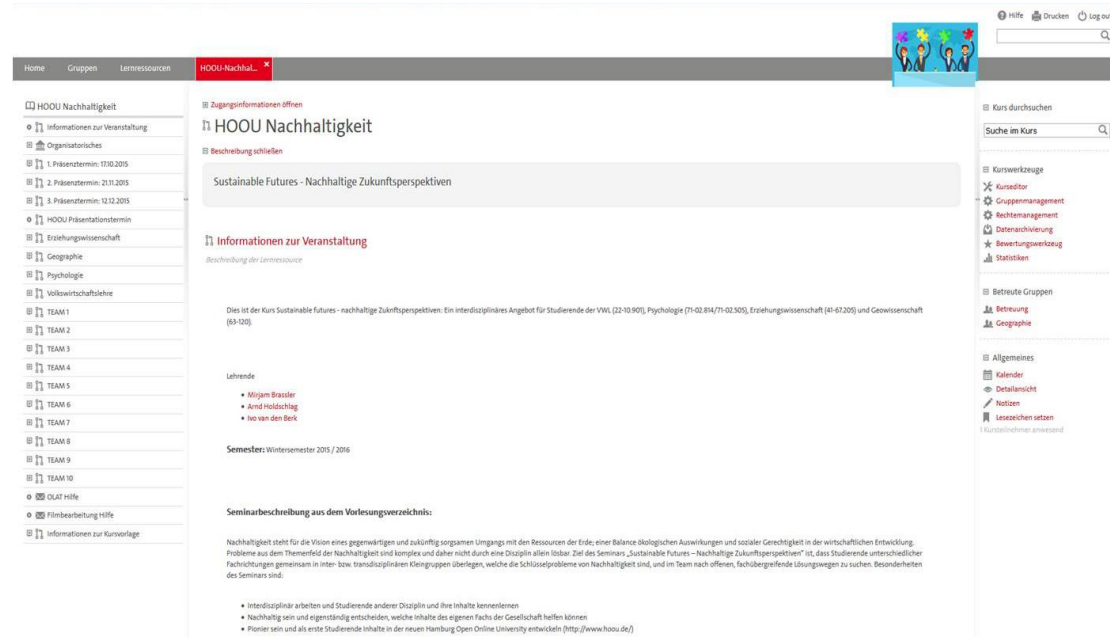 Hilfe Drucken Log out
Home Gruppen Lernressourcen HOOU-Nachhal...
HOOU Nachhaltigkeit
Informationen zur Veranstaltung
Organisatorisches
1. Präsenztermin: 17.10.2015
2. Präsenztermin: 21.11.2015
3. Präsenztermin: 12.12.2015
HOOU Präsentationstermin
Erziehungswissenschaft
Geographie
Psychologie
Volkswirtschaftslehre
TEAM 1
TEAM 2
TEAM 3
TEAM 4
TEAM 5
TEAM 6
TEAM 7
TEAM 8
TEAM 9
TEAM 10
OLAT Hilfe
Filmbearbeitung Hilfe
Informationen zur Kursvorlage
Zugangsinformationen öffnen
HOOU Nachhaltigkeit
Beschreibung schließen
Sustainable Futures - Nachhaltige Zukunftsperspektiven
Informationen zur Veranstaltung
Beschreibung der Lernressource
Dies ist der Kurs Sustainable futures - nachhaltige Zukunftsperspektiven: Ein interdisziplinäres Angebot für Studierende der VWL (22-10.901), Psychologie (71-02.814/71-02.505), Erziehungswissenschaft (41-67.205) und Geowissenschaft
(63-120).
Lehrende
Mirjam Brassler
Arnd Holdschlag
Ivo van den Berk
Semester: Wintersemester 2015 / 2016
Seminarbeschreibung aus dem Vorlesungsverzeichnis:
Nachhaltigkeit steht für die Vision eines gegenwärtigen und zukünftig sorgsamen Umgangs mit den Ressourcen der Erde; einer Balance ökologischen Auswirkungen und sozialer Gerechtigkeit in der wirtschaftlichen Entwicklung.
Probleme aus dem Themenfeld der Nachhaltigkeit sind komplex und daher nicht durch eine Disziplin allein lösbar. Ziel des Seminars „Sustainable Futures – Nachhaltige Zukunftsperspektiven" ist, dass Studierende unterschiedlicher
Fachrichtungen gemeinsam in inter- bzw. transdisziplinären Kleingruppen überlegen, welche die Schlüsselprobleme von Nachhaltigkeit sind, und im Team nach offenen, fachübergreifende Lösungswegen zu suchen. Besonderheiten
des Seminars sind:
Interdisziplinär arbeiten und Studierende anderer Disziplin und ihre Inhalte kennenlernen
Nachhaltig sein und eigenständig entscheiden, welche Inhalte des eigenen Fachs der Gesellschaft helfen können
Pionier sein und als erste Studierende Inhalte in der neuen Hamburg Open Online University entwickeln (http://www.hoou.de/)
Kurs durchsuchen
Suche im Kurs
Kurswerkzeuge
Kurseditor
Gruppenmanagement
Rechtemanagement
Datenarchivierung
Bewertungswerkzeug
Statistiken
Betreute Gruppen
Betreuung
Geographie
Allgemeines
Kalender
Detailansicht
Notizen
Lesezeichen setzen
1 Kursteilnehmer anwesend